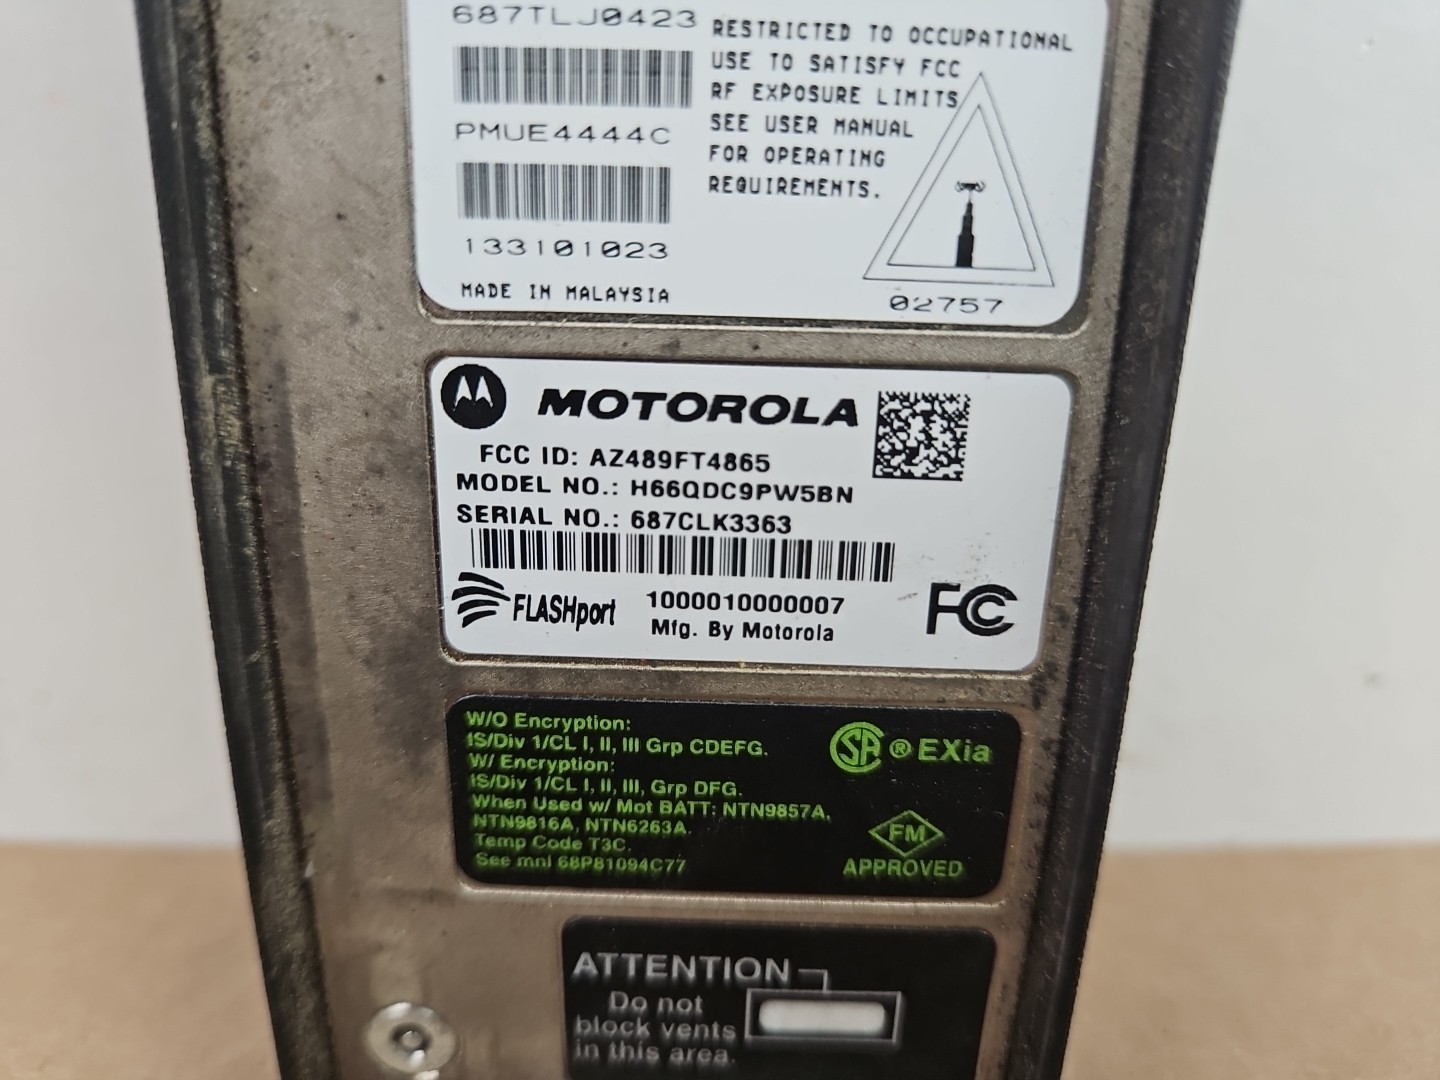 687TLJ0423
PMUE4444C
133101023
MADE IN MALAYSIA
RESTRICTED TO OCCUPATIONAL
USE TO SATISFY FCC
RF EXPOSURE LIMITS
SEE USER MANUAL
FOR OPERATING
REQUIREMENTS.
02757
MOTOROLA
FCC ID: AZ489FT4865
MODEL NO.: H66QDC9PW5BN
SERIAL NO.: 687CLK3363
FLASHport
1000010000007
Mfg. By Motorola
FC
W/O Encryption:
IS/Div 1/CL I, II, III Grp CDEFG.
W/ Encryption:
IS/Div 1/CL I, II, III, Grp DFG.
When Used w/ Mot BATT: NTN9857A,
NTN9816A, NTN6263A.
Temp Code T3C.
See mnl 68P81094C77
SA ® EXia
FM
APPROVED
ATTENTION
Do not
block vents
in this area.